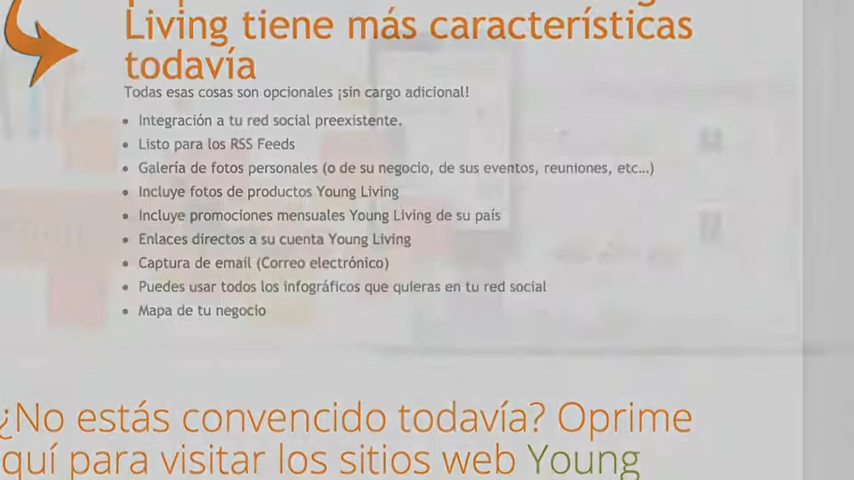 Living tiene más características
todavía
Todas esas cosas son opcionales ¡sin cargo adicional!
• Integración a tu red social preexistente.
• Listo para los RSS Feeds
• Galería de fotos personales (o de su negocio, de sus eventos, reuniones, etc...)
• Incluye fotos de productos Young Living
• Incluye promociones mensuales Young Living de su país
• Enlaces directos a su cuenta Young Living
• Captura de email (Correo electrónico)
• Puedes usar todos los infográficos que quieras en tu red social
• Mapa de tu negocio
¿No estás convencido todavía? Oprime
quí para visitar los sitios web Young